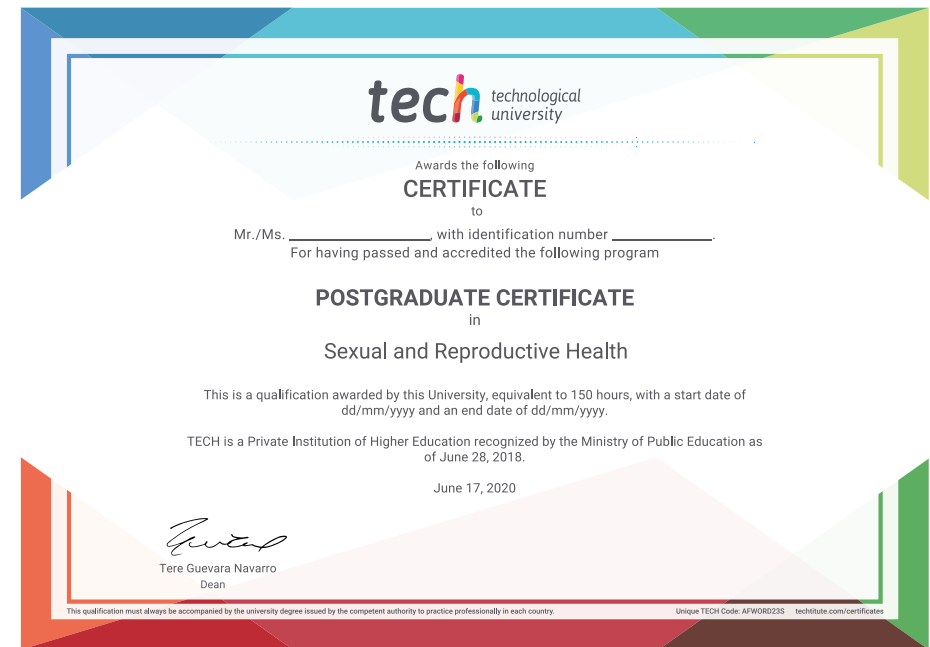 tech technological
university
Awards the following
CERTIFICATE
to
Mr./Ms. ____________________, with identification number ______________.
For having passed and accredited the following program
POSTGRADUATE CERTIFICATE
in
Sexual and Reproductive Health
This is a qualification awarded by this University, equivalent to 150 hours, with a start date of
dd/mm/yyyy and an end date of dd/mm/yyyy.
TECH is a Private Institution of Higher Education recognized by the Ministry of Public Education as
of June 28, 2018.
June 17, 2020
Tere Guevara Navarro
Dean
This qualification must always be accompanied by the university degree issued by the competent authority to practice professionally in each country.
Unique TECH Code: AFWORD23S techtitute.com/certificates